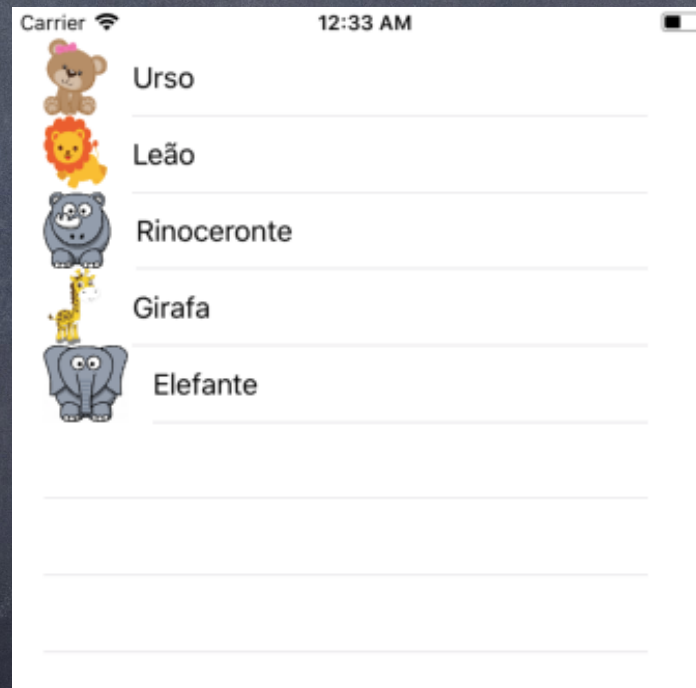 Carrier
12:33 AM
Urso
Leão
Rinoceronte
Girafa
Elefante